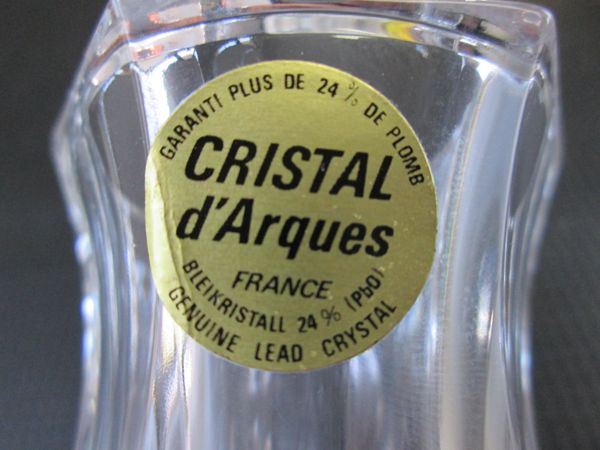 GARANTI PLUS DE 24 % DE PLOMB
CRISTAL
d'Arques
FRANCE
BLEIKRISTALL 24 % (PbO)
GENUINE LEAD CRYSTAL